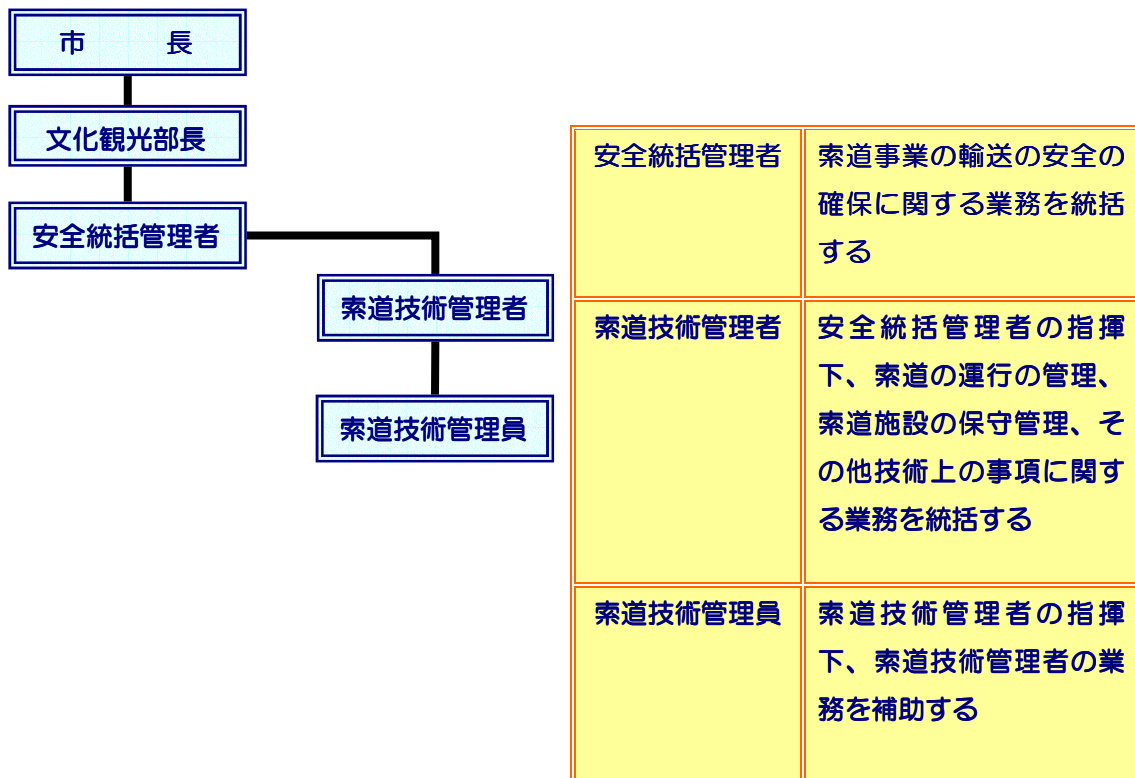 市　　　長
文化観光部長
安全統括管理者
索道技術管理者
索道技術管理員
安全統括管理者
索道事業の輸送の安全の
確保に関する業務を統括
する
索道技術管理者
安全統括管理者の指揮
下、索道の運行の管理、
索道施設の保守管理、そ
の他技術上の事項に関す
る業務を統括する
索道技術管理員
索道技術管理者の指揮
下、索道技術管理者の業
務を補助する